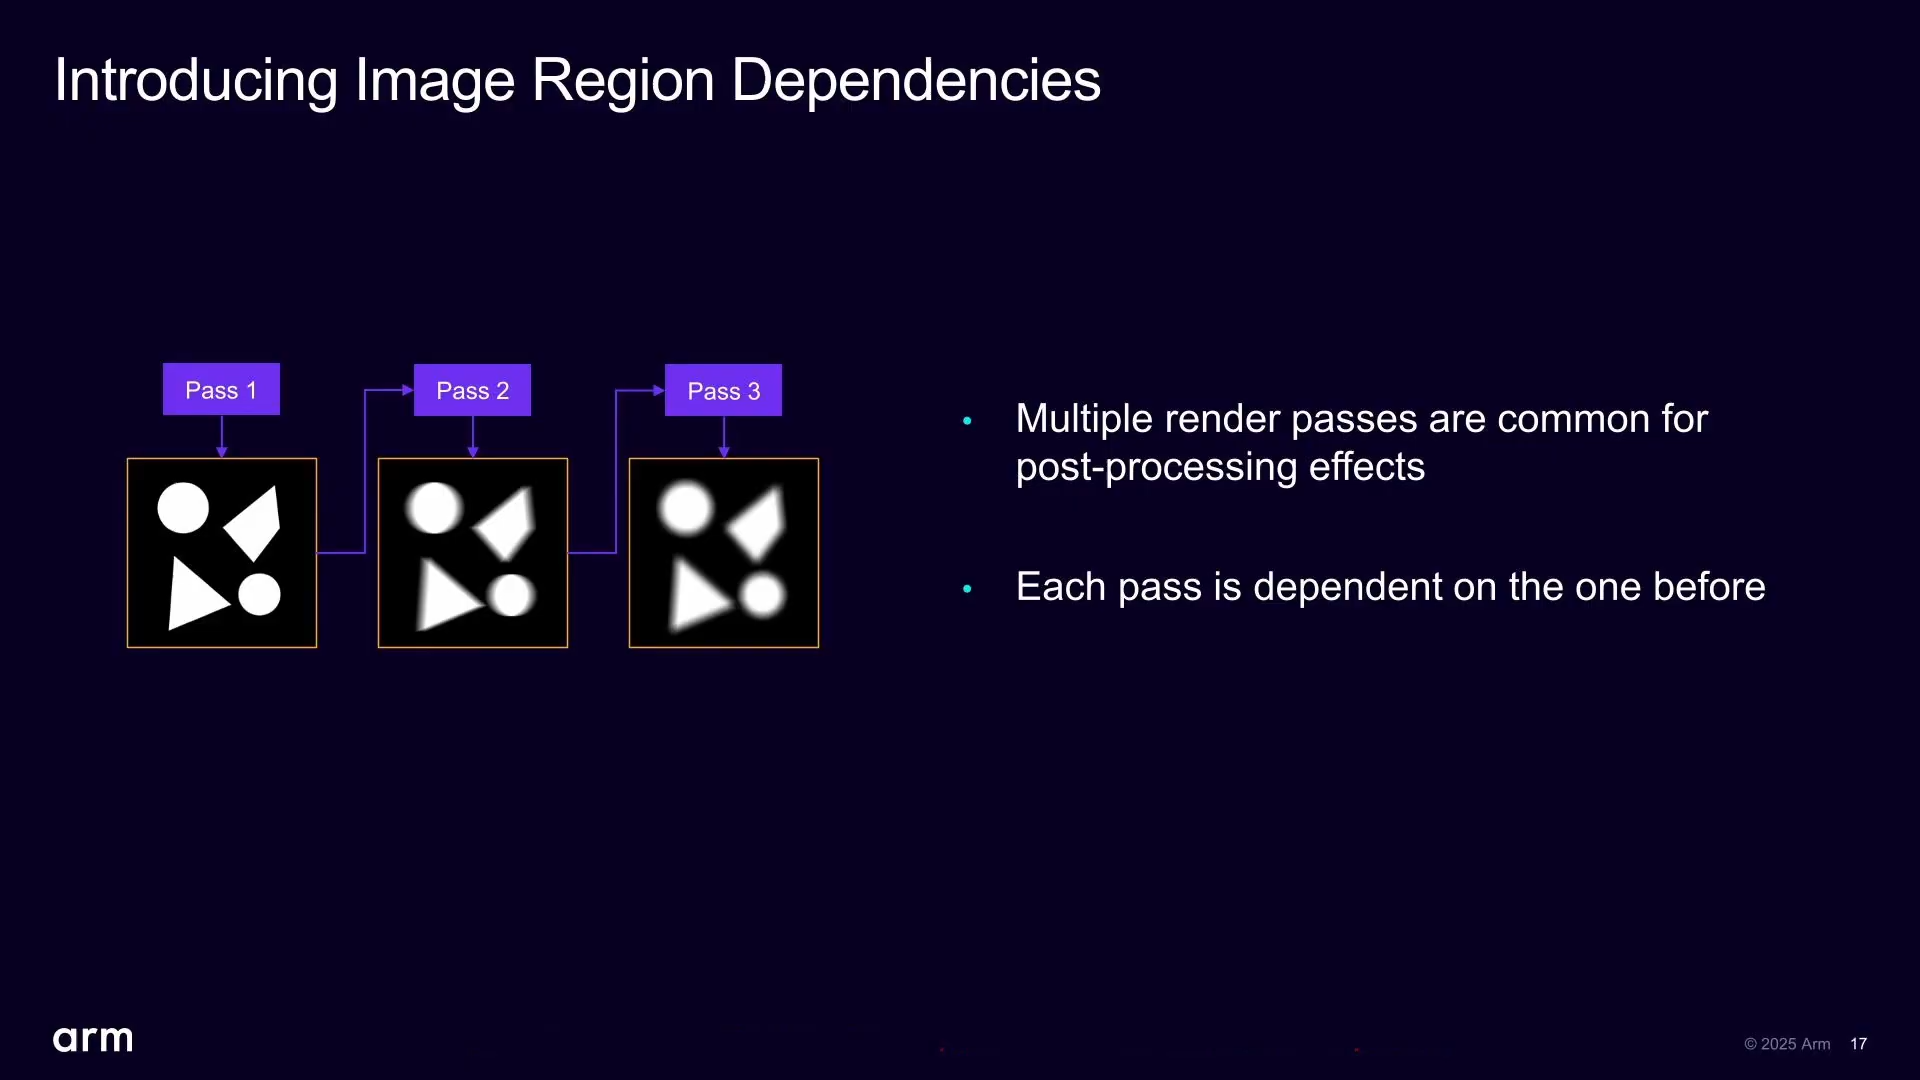 Introducing Image Region Dependencies
Pass 1
Pass 2
Pass 3
• Multiple render passes are common for
post-processing effects
• Each pass is dependent on the one before
arm
© 2025 Arm 17